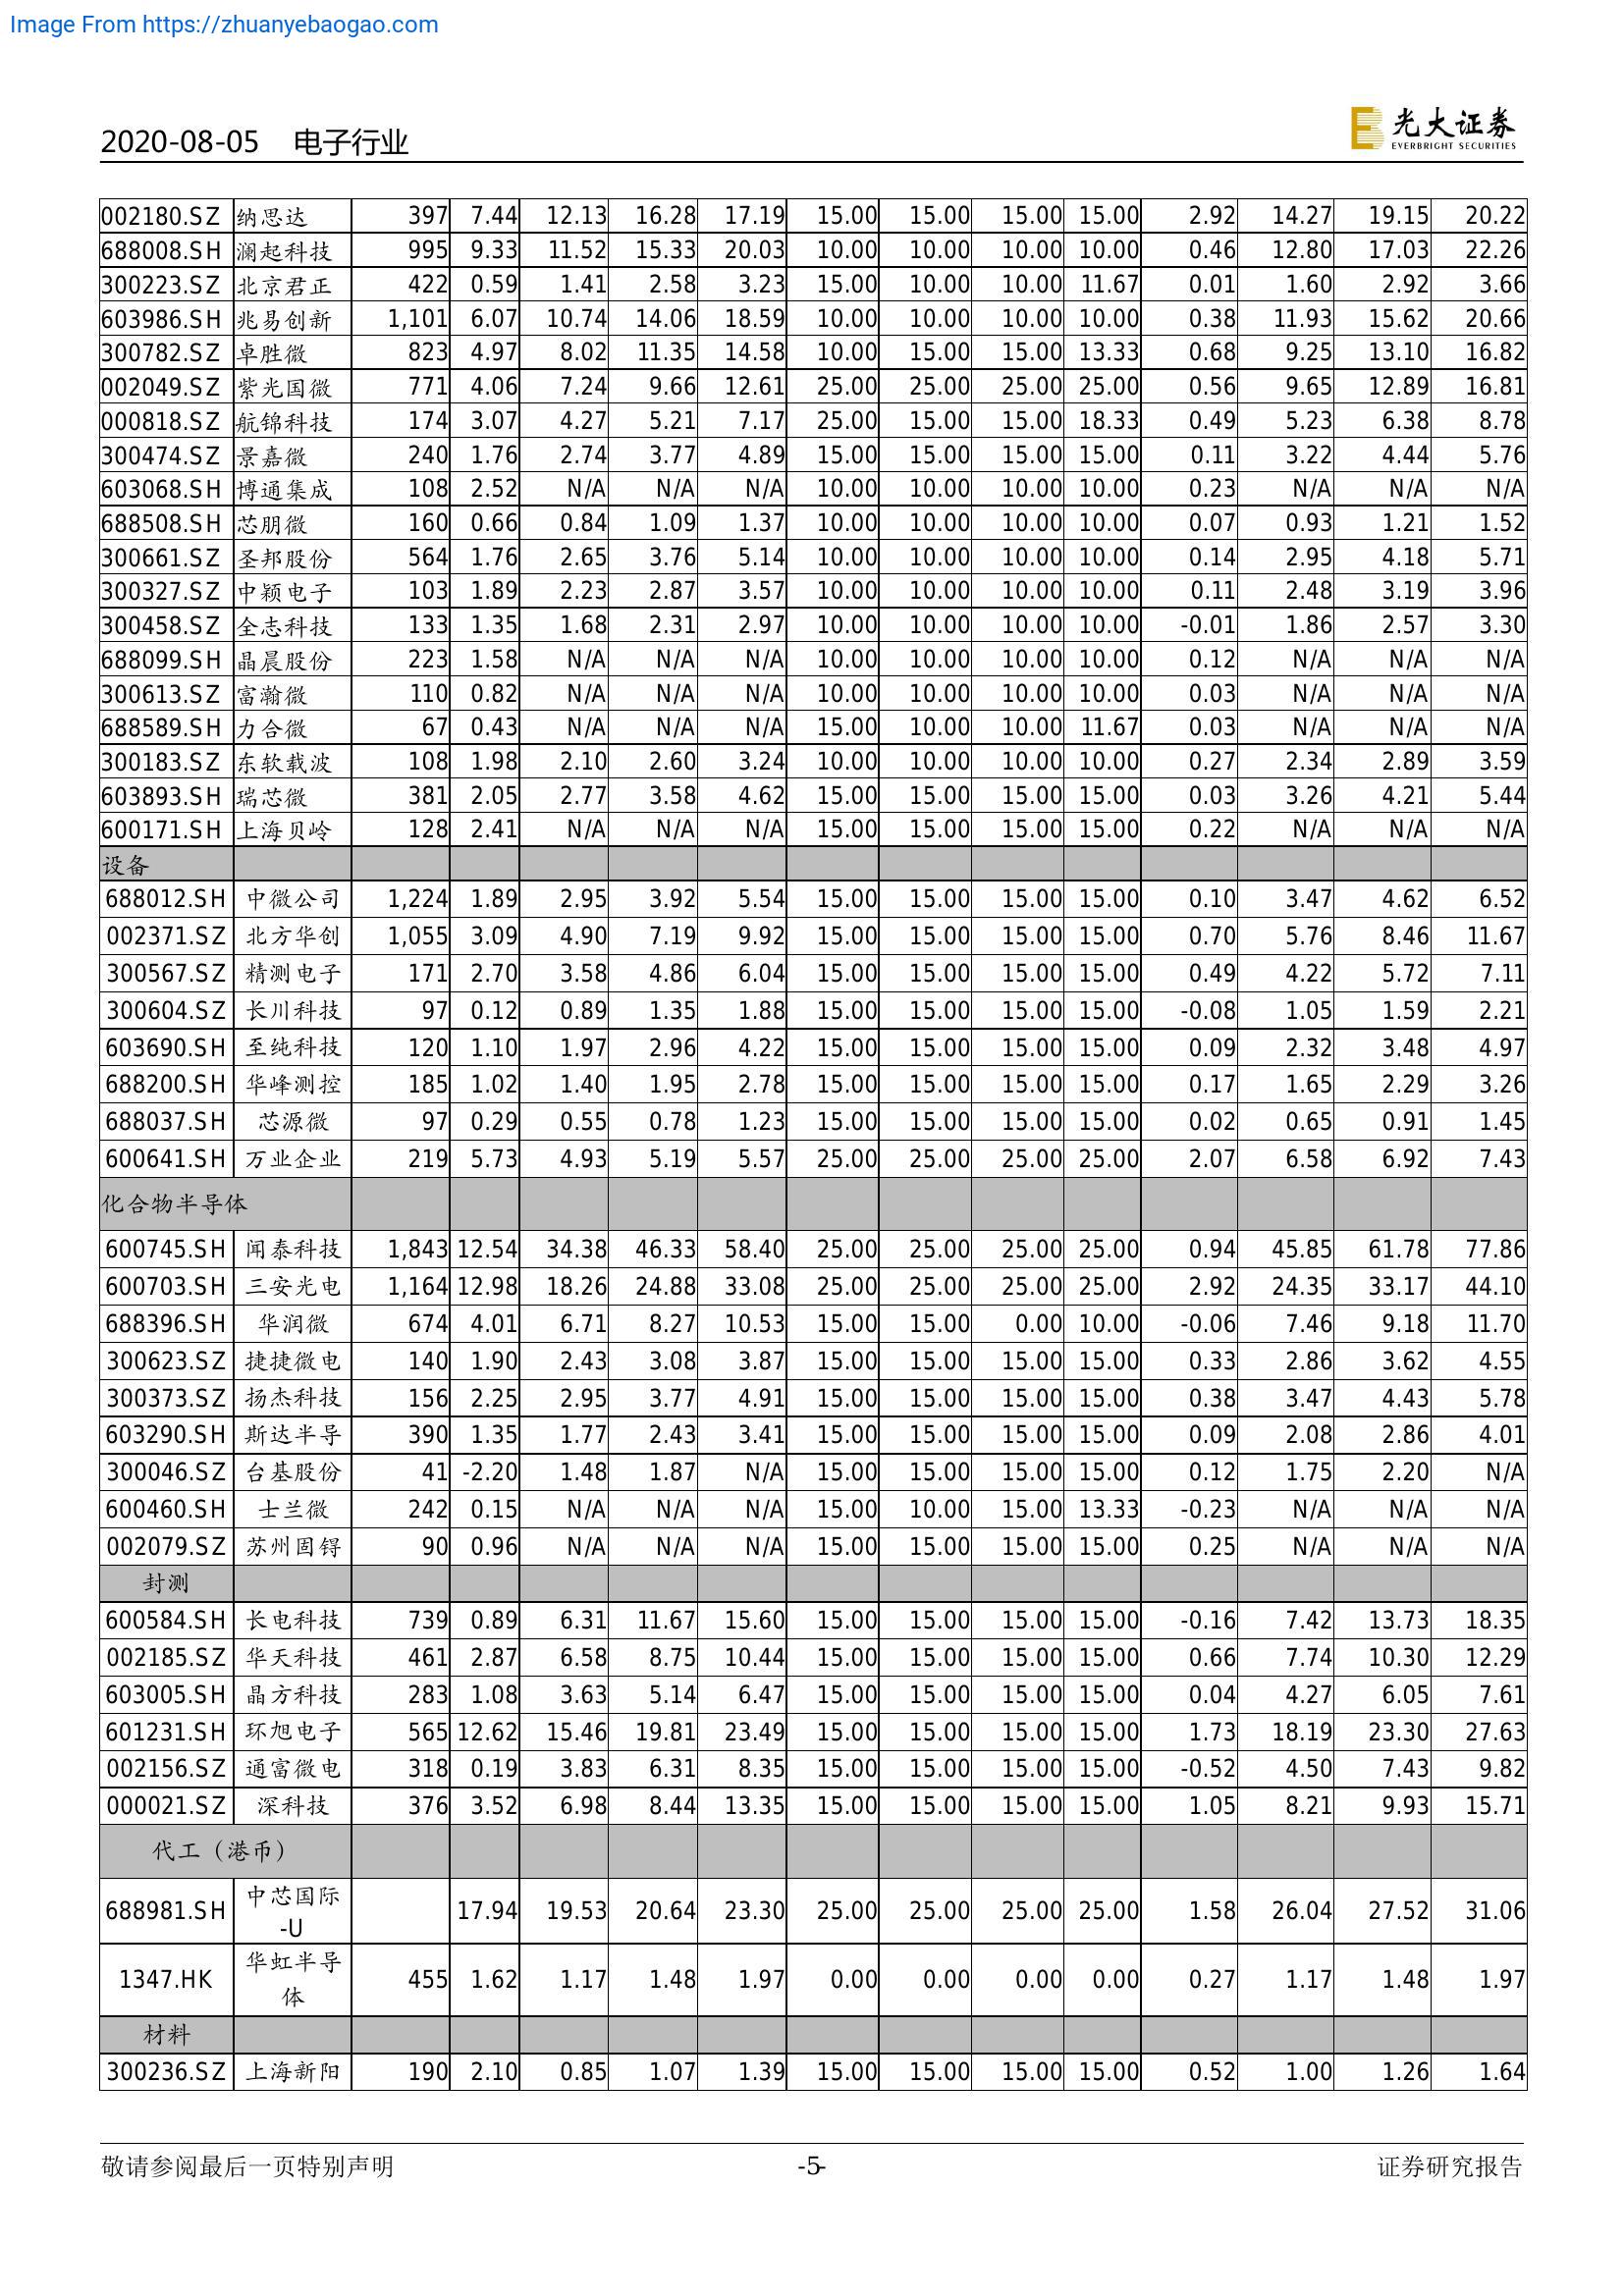 Image From https://zhuanyebaogao.com
2020-08-05 电子行业
光大证券
EVERBRIGHT SECURITIES
002180.SZ 纳思达 397 7.44 12.13 16.28 17.19 15.00 15.00 15.00 15.00 2.92 14.27 19.15 20.22
688008.SH 澜起科技 995 9.33 11.52 15.33 20.03 10.00 10.00 10.00 10.00 0.46 12.80 17.03 22.26
300223.SZ 北京君正 422 0.59 1.41 2.58 3.23 15.00 10.00 10.00 11.67 0.01 1.60 2.92 3.66
603986.SH 兆易创新 1,101 6.07 10.74 14.06 18.59 10.00 10.00 10.00 10.00 0.38 11.93 15.62 20.66
300782.SZ 卓胜微 823 4.97 8.02 11.35 14.58 10.00 15.00 15.00 13.33 0.68 9.25 13.10 16.82
002049.SZ 紫光国微 771 4.06 7.24 9.66 12.61 25.00 25.00 25.00 25.00 0.56 9.65 12.89 16.81
000818.SZ 航锦科技 174 3.07 4.27 5.21 7.17 25.00 15.00 15.00 18.33 0.49 5.23 6.38 8.78
300474.SZ 景嘉微 240 1.76 2.74 3.77 4.89 15.00 15.00 15.00 15.00 0.11 3.22 4.44 5.76
603068.SH 博通集成 108 2.52 N/A N/A N/A 10.00 10.00 10.00 10.00 0.23 N/A N/A N/A
688508.SH 芯朋微 160 0.66 0.84 1.09 1.37 10.00 10.00 10.00 10.00 0.07 0.93 1.21 1.52
300661.SZ 圣邦股份 564 1.76 2.65 3.76 5.14 10.00 10.00 10.00 10.00 0.14 2.95 4.18 5.71
300327.SZ 中颖电子 103 1.89 2.23 2.87 3.57 10.00 10.00 10.00 10.00 0.11 2.48 3.19 3.96
300458.SZ 全志科技 133 1.35 1.68 2.31 2.97 10.00 10.00 10.00 10.00 -0.01 1.86 2.57 3.30
688099.SH 晶晨股份 223 1.58 N/A N/A N/A 10.00 10.00 10.00 10.00 0.12 N/A N/A N/A
300613.SZ 富瀚微 110 0.82 N/A N/A N/A 10.00 10.00 10.00 10.00 0.03 N/A N/A N/A
688589.SH 力合微 67 0.43 N/A N/A N/A 15.00 10.00 10.00 11.67 0.03 N/A N/A N/A
300183.SZ 东软载波 108 1.98 2.10 2.60 3.24 10.00 10.00 10.00 10.00 0.27 2.34 2.89 3.59
603893.SH 瑞芯微 381 2.05 2.77 3.58 4.62 15.00 15.00 15.00 15.00 0.03 3.26 4.21 5.44
600171.SH 上海贝岭 128 2.41 N/A N/A N/A 15.00 15.00 15.00 15.00 0.22 N/A N/A N/A
设备
688012.SH 中微公司 1,224 1.89 2.95 3.92 5.54 15.00 15.00 15.00 15.00 0.10 3.47 4.62 6.52
002371.SZ 北方华创 1,055 3.09 4.90 7.19 9.92 15.00 15.00 15.00 15.00 0.70 5.76 8.46 11.67
300567.SZ 精测电子 171 2.70 3.58 4.86 6.04 15.00 15.00 15.00 15.00 0.49 4.22 5.72 7.11
300604.SZ 长川科技 97 0.12 0.89 1.35 1.88 15.00 15.00 15.00 15.00 -0.08 1.05 1.59 2.21
603690.SH 至纯科技 120 1.10 1.97 2.96 4.22 15.00 15.00 15.00 15.00 0.09 2.32 3.48 4.97
688200.SH 华峰测控 185 1.02 1.40 1.95 2.78 15.00 15.00 15.00 15.00 0.17 1.65 2.29 3.26
688037.SH 芯源微 97 0.29 0.55 0.78 1.23 15.00 15.00 15.00 15.00 0.02 0.65 0.91 1.45
600641.SH 万业企业 219 5.73 4.93 5.19 5.57 25.00 25.00 25.00 25.00 2.07 6.58 6.92 7.43
化合物半导体
600745.SH 闻泰科技 1,843 12.54 34.38 46.33 58.40 25.00 25.00 25.00 25.00 0.94 45.85 61.78 77.86
600703.SH 三安光电 1,164 12.98 18.26 24.88 33.08 25.00 25.00 25.00 25.00 2.92 24.35 33.17 44.10
688396.SH 华润微 674 4.01 6.71 8.27 10.53 15.00 15.00 0.00 10.00 -0.06 7.46 9.18 11.70
300623.SZ 捷捷微电 140 1.90 2.43 3.08 3.87 15.00 15.00 15.00 15.00 0.33 2.86 3.62 4.55
300373.SZ 扬杰科技 156 2.25 2.95 3.77 4.91 15.00 15.00 15.00 15.00 0.38 3.47 4.43 5.78
603290.SH 斯达半导 390 1.35 1.77 2.43 3.41 15.00 15.00 15.00 15.00 0.09 2.08 2.86 4.01
300046.SZ 台基股份 41 -2.20 1.48 1.87 N/A 15.00 15.00 15.00 15.00 0.12 1.75 2.20 N/A
600460.SH 士兰微 242 0.15 N/A N/A N/A 15.00 10.00 15.00 13.33 -0.23 N/A N/A N/A
002079.SZ 苏州固锝 90 0.96 N/A N/A N/A 15.00 15.00 15.00 15.00 0.25 N/A N/A N/A
封测
600584.SH 长电科技 739 0.89 6.31 11.67 15.60 15.00 15.00 15.00 15.00 -0.16 7.42 13.73 18.35
002185.SZ 华天科技 461 2.87 6.58 8.75 10.44 15.00 15.00 15.00 15.00 0.66 7.74 10.30 12.29
603005.SH 晶方科技 283 1.08 3.63 5.14 6.47 15.00 15.00 15.00 15.00 0.04 4.27 6.05 7.61
601231.SH 环旭电子 565 12.62 15.46 19.81 23.49 15.00 15.00 15.00 15.00 1.73 18.19 23.30 27.63
002156.SZ 通富微电 318 0.19 3.83 6.31 8.35 15.00 15.00 15.00 15.00 -0.52 4.50 7.43 9.82
000021.SZ 深科技 376 3.52 6.98 8.44 13.35 15.00 15.00 15.00 15.00 1.05 8.21 9.93 15.71
代工（港币）
688981.SH 中芯国际 -U 17.94 19.53 20.64 23.30 25.00 25.00 25.00 25.00 1.58 26.04 27.52 31.06
1347.HK 华虹半导体 455 1.62 1.17 1.48 1.97 0.00 0.00 0.00 0.00 0.27 1.17 1.48 1.97
材料
300236.SZ 上海新阳 190 2.10 0.85 1.07 1.39 15.00 15.00 15.00 15.00 0.52 1.00 1.26 1.64
敬请参阅最后一页特别声明 -5- 证券研究报告